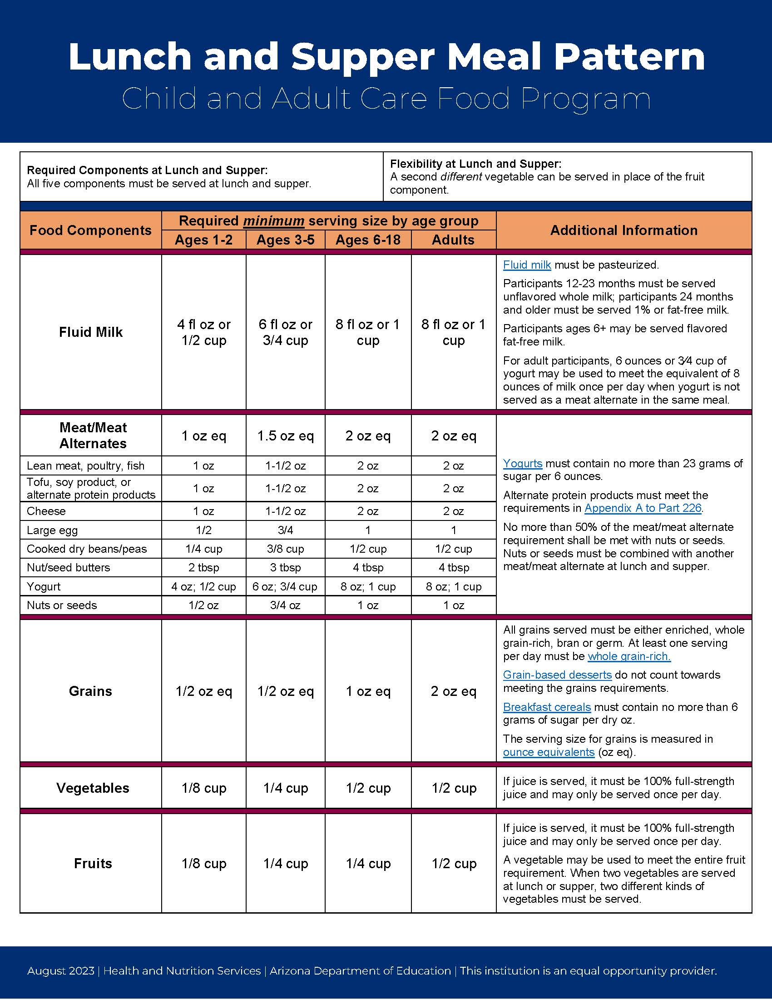 Lunch and Supper Meal Pattern
Child and Adult Care Food Program
Required Components at Lunch and Supper:
All five components must be served at lunch and supper.
Flexibility at Lunch and Supper:
A second different vegetable can be served in place of the fruit
component.
Food Components
Required minimum serving size by age group
Additional Information
Ages 1-2
Ages 3-5
Ages 6-18
Adults
Fluid Milk
4 fl oz or
1/2 cup
6 fl oz or
3/4 cup
8 fl oz or 1
cup
8 fl oz or 1
cup
Fluid milk must be pasteurized.
Participants 12-23 months must be served
unflavored whole milk; participants 24 months
and older must be served 1% or fat-free milk.
Participants ages 6+ may be served flavored
fat-free milk.
For adult participants, 6 ounces or 3⁄4 cup of
yogurt may be used to meet the equivalent of 8
ounces of milk once per day when yogurt is not
served as a meat alternate in the same meal.
Meat/Meat
Alternates
1 oz eq
1.5 oz eq
2 oz eq
2 oz eq
Lean meat, poultry, fish
1 oz
1-1/2 oz
2 oz
2 oz
Tofu, soy product, or
alternate protein products
1 oz
1-1/2 oz
2 oz
2 oz
Cheese
1 oz
1-1/2 oz
2 oz
2 oz
Large egg
1/2
3/4
1
1
Cooked dry beans/peas
1/4 cup
3/8 cup
1/2 cup
1/2 cup
Nut/seed butters
2 tbsp
3 tbsp
4 tbsp
4 tbsp
Yogurt
4 oz; 1/2 cup
6 oz; 3/4 cup
8 oz; 1 cup
8 oz; 1 cup
Nuts or seeds
1/2 oz
3/4 oz
1 oz
1 oz
Yogurts must contain no more than 23 grams of
sugar per 6 ounces.
Alternate protein products must meet the
requirements in Appendix A to Part 226.
No more than 50% of the meat/meat alternate
requirement shall be met with nuts or seeds.
Nuts or seeds must be combined with another
meat/meat alternate at lunch and supper.
Grains
1/2 oz eq
1/2 oz eq
1 oz eq
2 oz eq
All grains served must be either enriched, whole
grain-rich, bran or germ. At least one serving
per day must be whole grain-rich.
Grain-based desserts do not count towards
meeting the grains requirements.
Breakfast cereals must contain no more than 6
grams of sugar per dry oz.
The serving size for grains is measured in
ounce equivalents (oz eq).
Vegetables
1/8 cup
1/4 cup
1/2 cup
1/2 cup
If juice is served, it must be 100% full-strength
juice and may only be served once per day.
Fruits
1/8 cup
1/4 cup
1/4 cup
1/2 cup
If juice is served, it must be 100% full-strength
juice and may only be served once per day.
A vegetable may be used to meet the entire fruit
requirement. When two vegetables are served
at lunch or supper, two different kinds of
vegetables must be served.
August 2023 | Health and Nutrition Services | Arizona Department of Education | This institution is an equal opportunity provider.